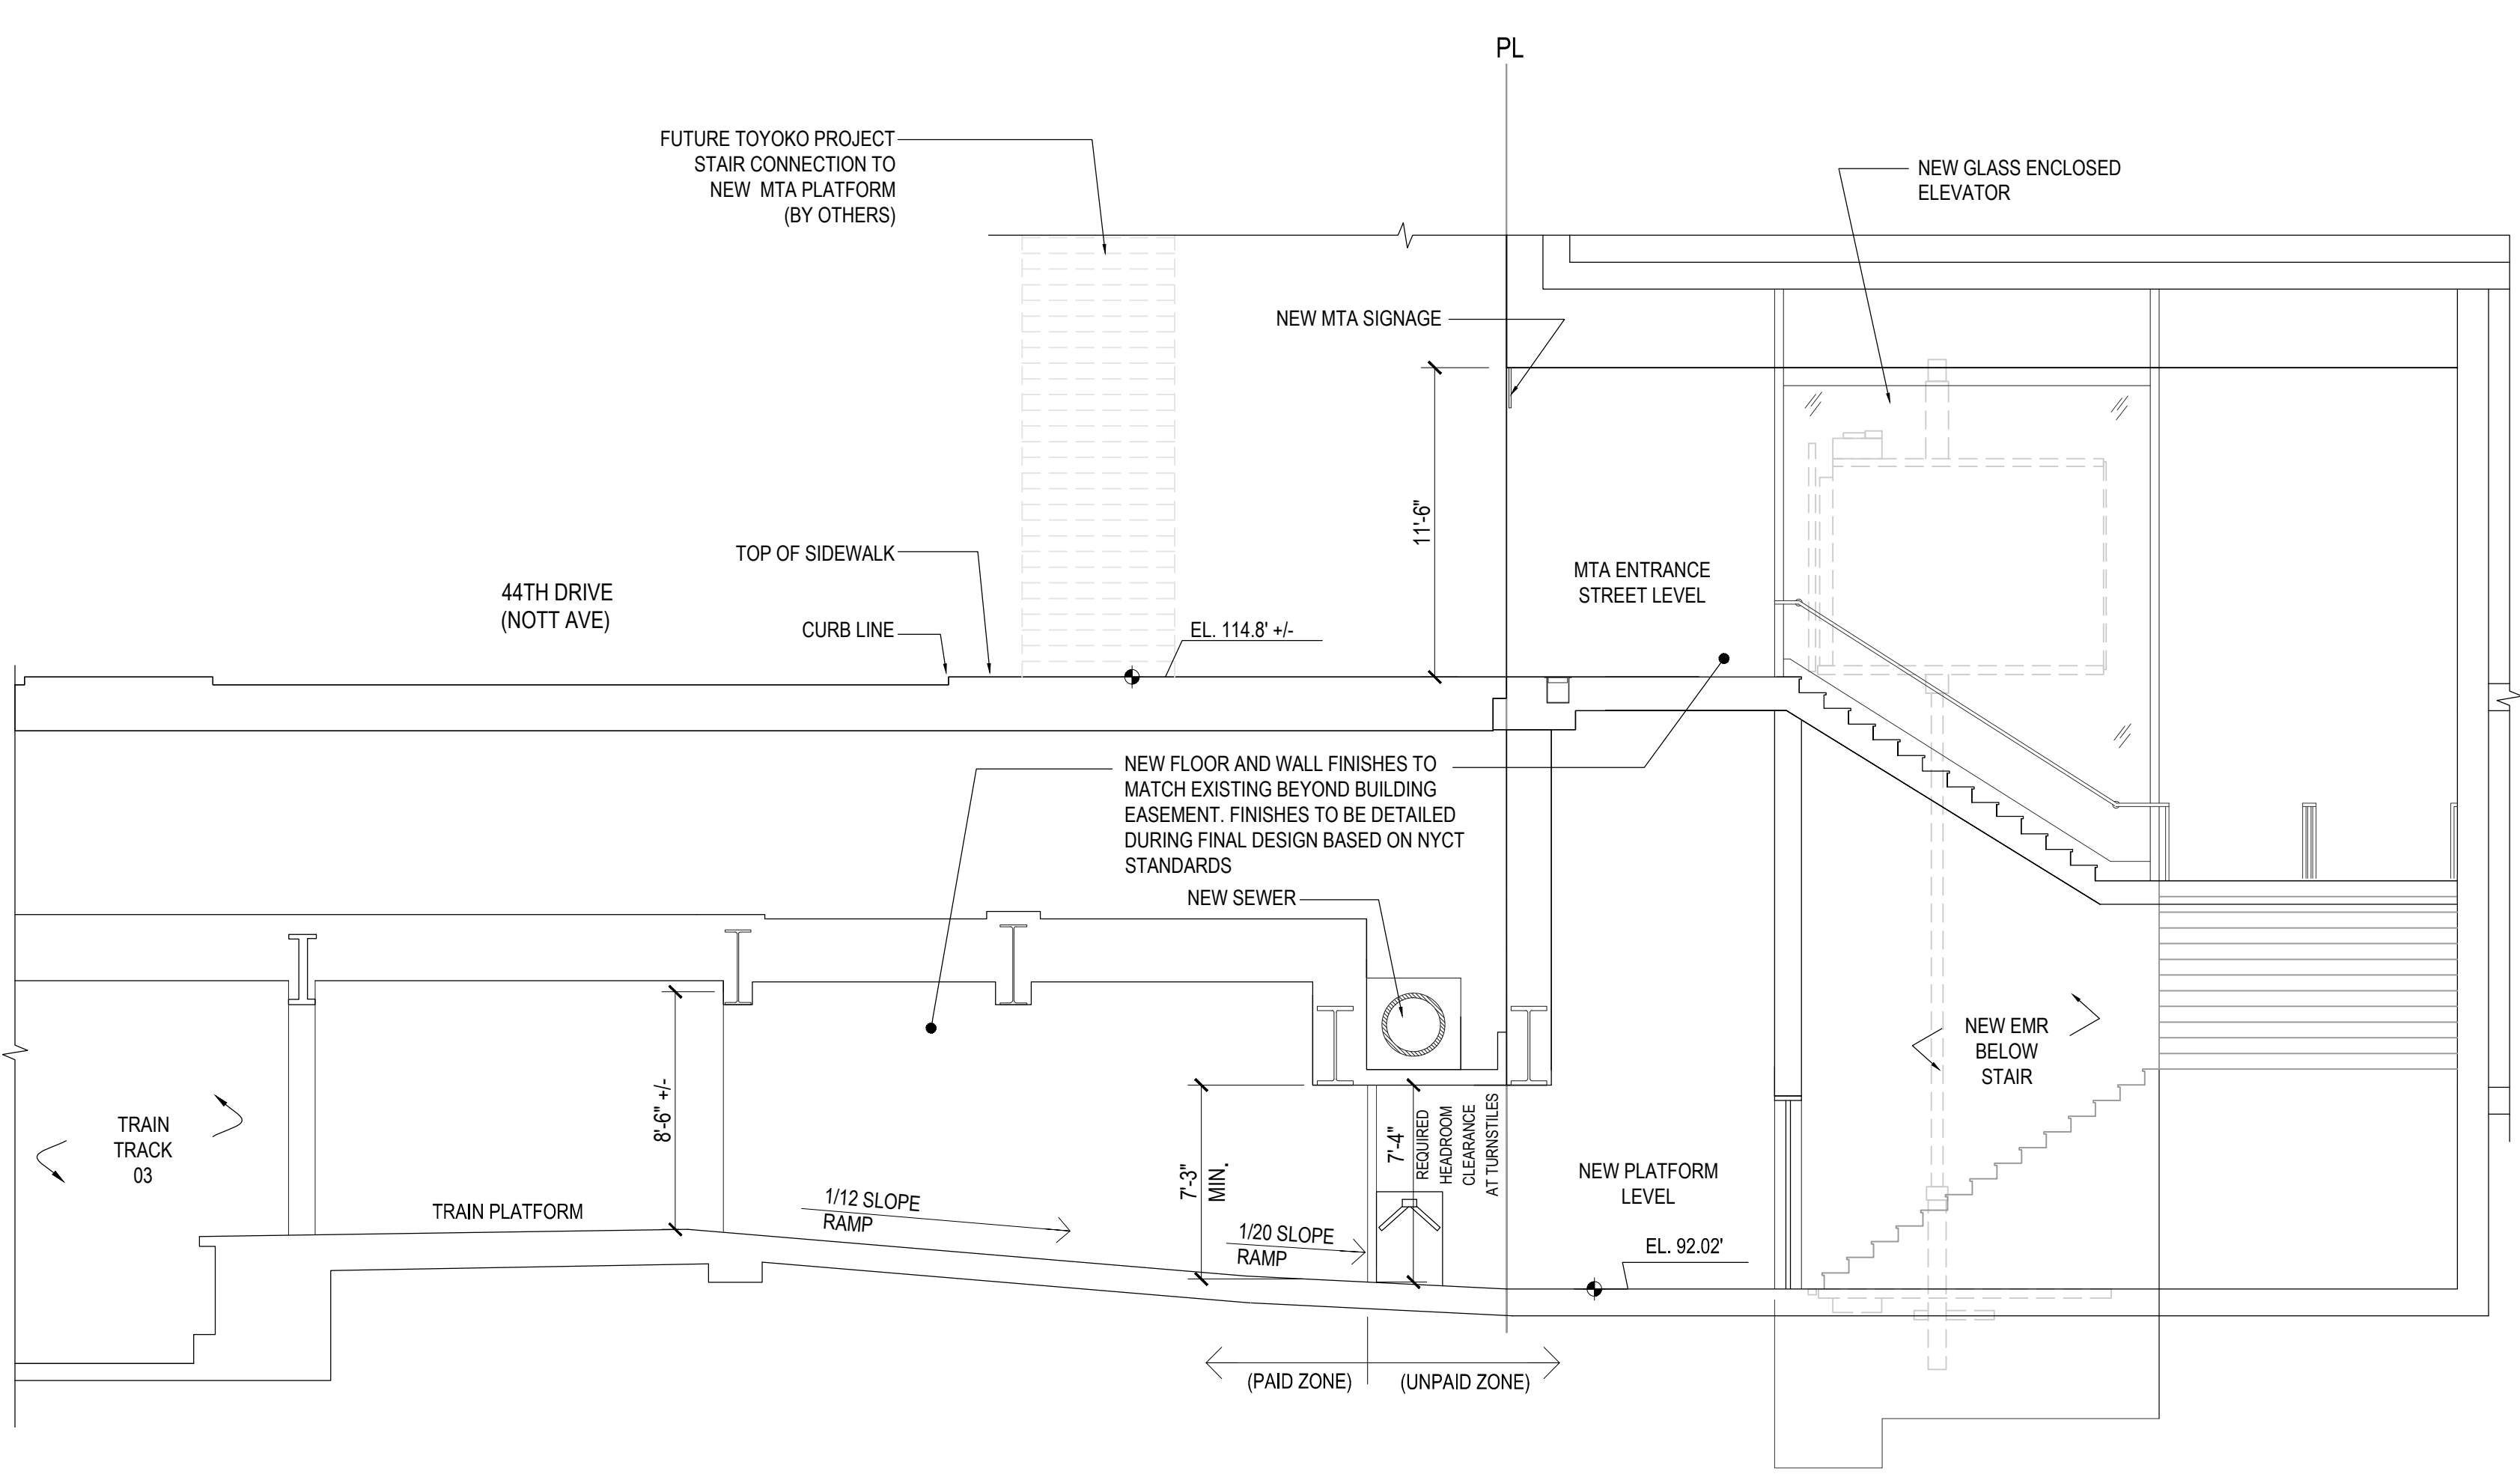 PL
FUTURE TOYOKO PROJECT
STAIR CONNECTION TO
NEW MTA PLATFORM
(BY OTHERS)
NEW GLASS ENCLOSED
ELEVATOR
NEW MTA SIGNAGE
11'-6"
TOP OF SIDEWALK
44TH DRIVE
(NOTT AVE)
CURB LINE
EL. 114.8' +/-
MTA ENTRANCE
STREET LEVEL
NEW FLOOR AND WALL FINISHES TO
MATCH EXISTING BEYOND BUILDING
EASEMENT. FINISHES TO BE DETAILED
DURING FINAL DESIGN BASED ON NYCT
STANDARDS
NEW SEWER
NEW EMR
BELOW
STAIR
TRAIN
TRACK
03
8'-6" +/-
TRAIN PLATFORM
1/12 SLOPE
RAMP
7'-3"
MIN.
1/20 SLOPE
RAMP
7'-4"
REQUIRED
HEADROOM
CLEARANCE
AT TURNSTILES
NEW PLATFORM
LEVEL
EL. 92.02'
(PAID ZONE)
(UNPAID ZONE)